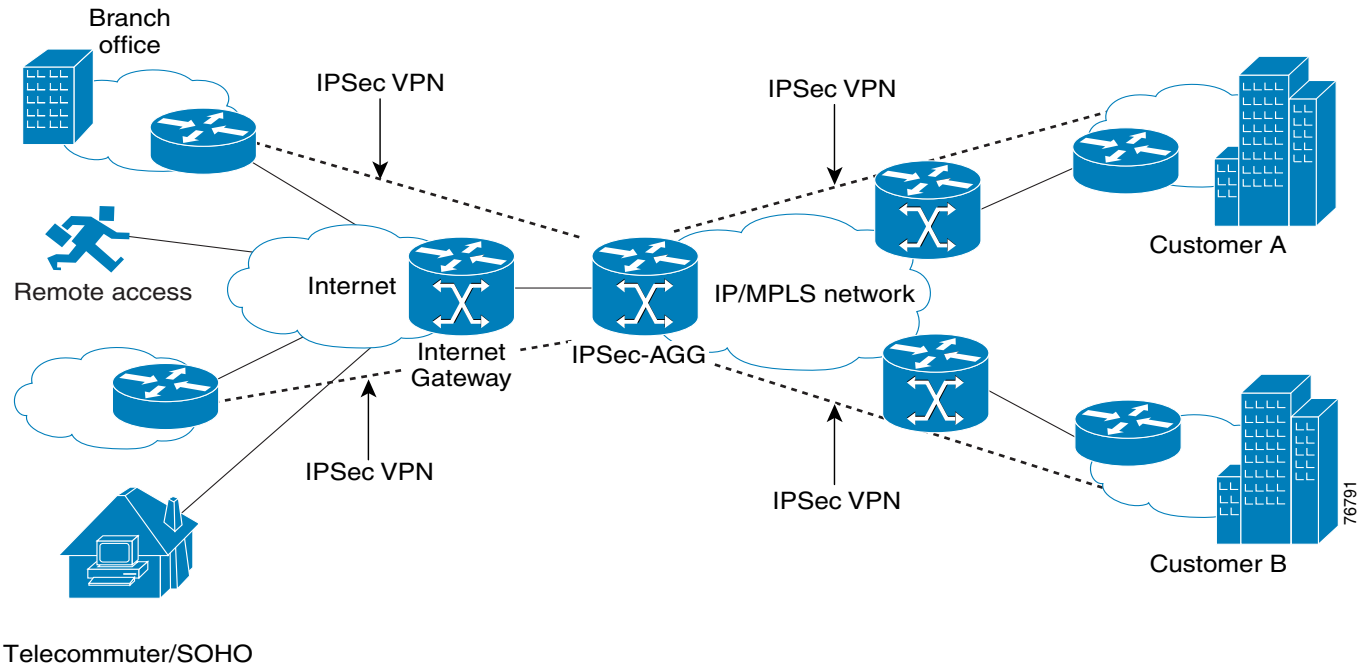 Branch
office
IPSec VPN
IPSec VPN
Customer A
Remote access
Internet
IP/MPLS network
Internet
Gateway
IPSec-AGG
IPSec VPN
IPSec VPN
76791
Customer B
Telecommuter/SOHO